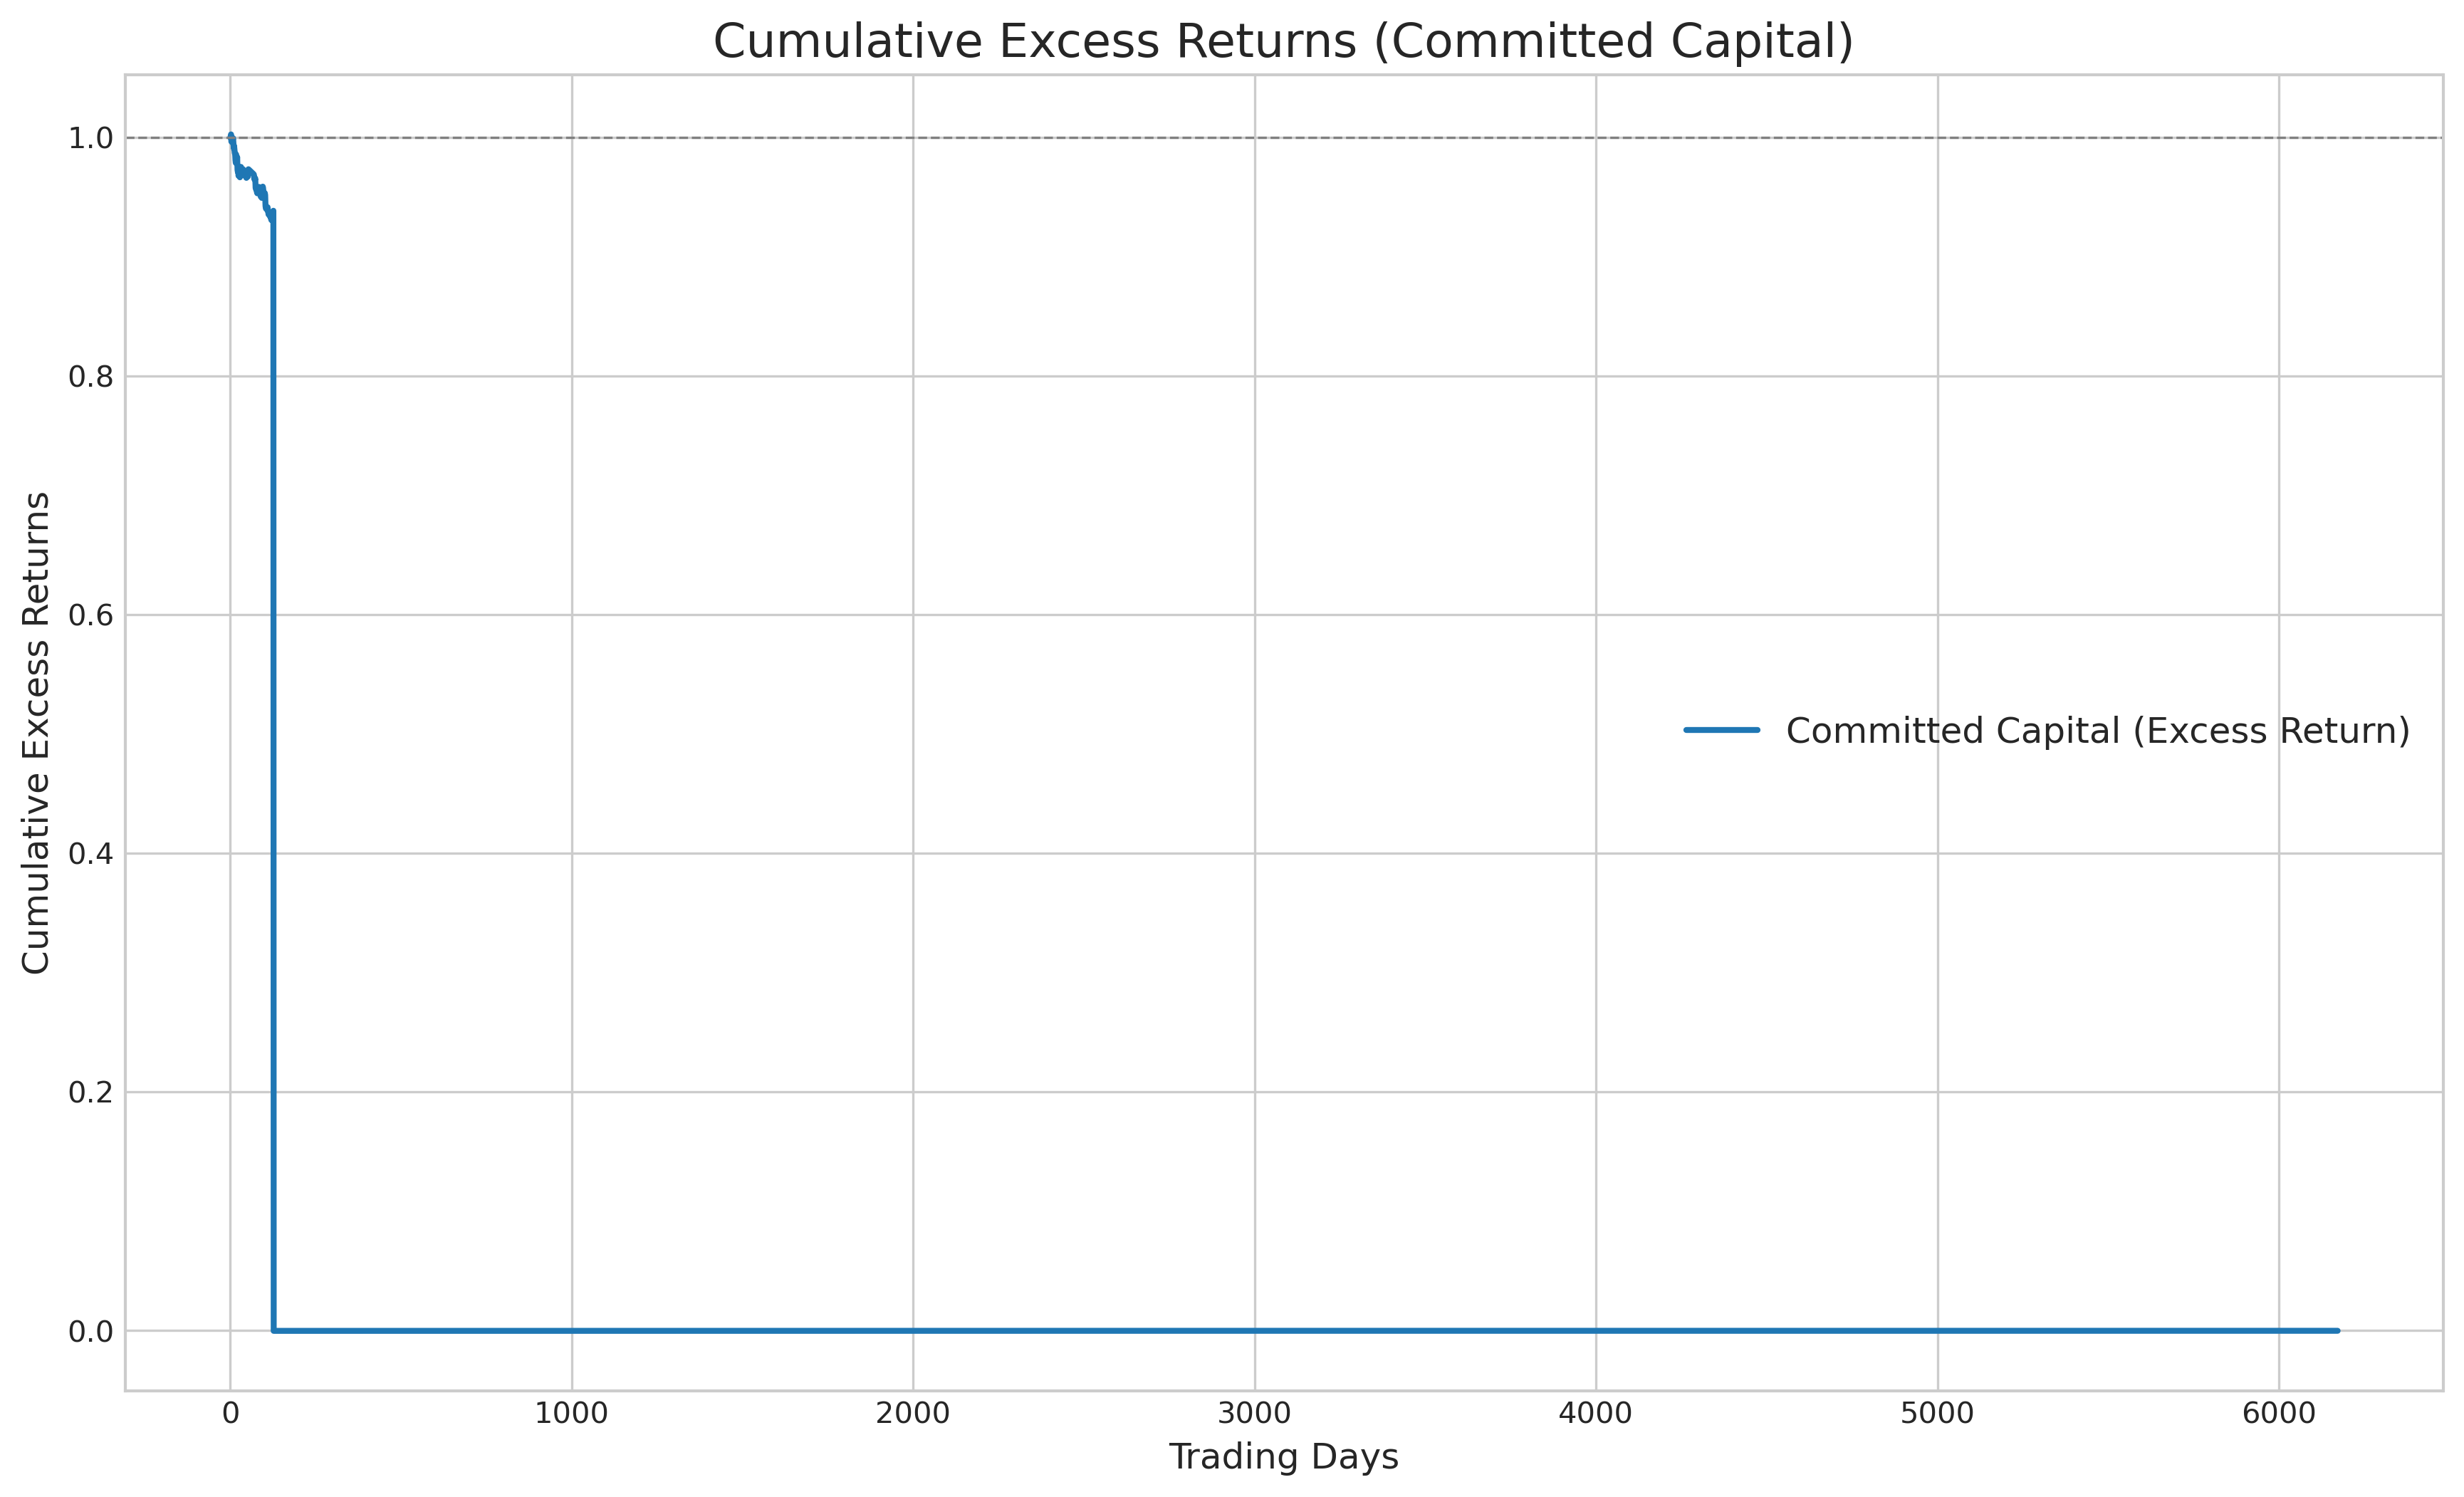 Cumulative Excess Returns (Committed Capital)
Cumulative Excess Returns
1.0
0.8
0.6
0.4
0.2
0.0
Committed Capital (Excess Return)
0 1000 2000 3000 4000 5000 6000
Trading Days